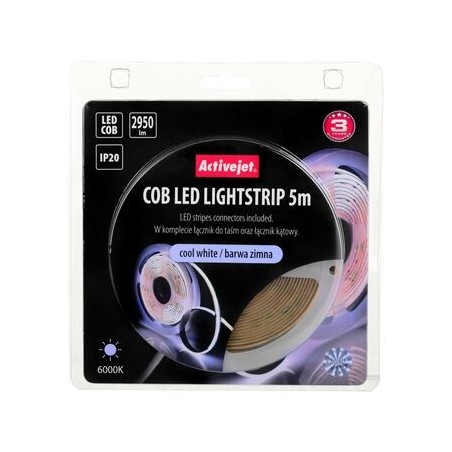 LED
COB
2950
lm
IP20
3
Activejet®
COB LED LIGHTSTRIP 5m
LED stripes connectors included.
W komplecie łącznik do taśm oraz łącznik kątowy.
cool white / barwa zimna
6000K